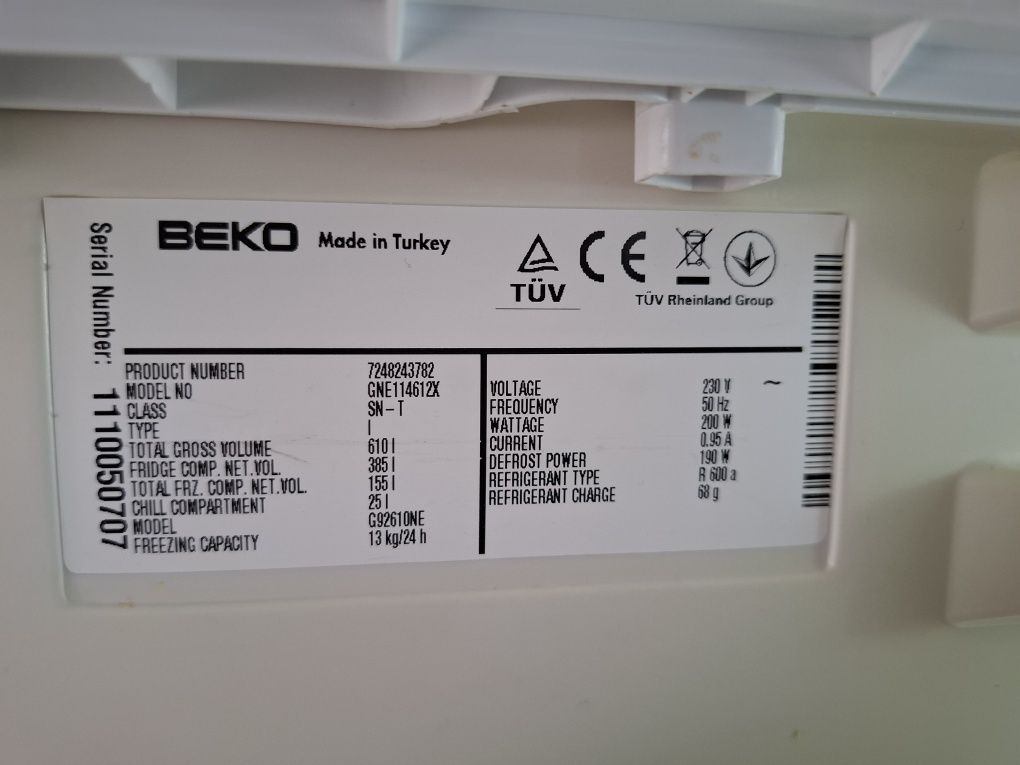 BEKO Made in Turkey
TÜV
CE
TÜV Rheinland Group
Serial Number: 1110050707
PRODUCT NUMBER 7248243782
MODEL NO GNE114612X
CLASS SN-T
TYPE I
TOTAL GROSS VOLUME 610 l
FRIDGE COMP. NET.VOL. 385 l
TOTAL FRZ. COMP. NET.VOL. 155 l
CHILL COMPARTMENT 25 l
MODEL G92610NE
FREEZING CAPACITY 13 kg/24 h
VOLTAGE 230 V ~
FREQUENCY 50 Hz
WATTAGE 200 W
CURRENT 0.95 A
DEFROST POWER 190 W
REFRIGERANT TYPE R 600 a
REFRIGERANT CHARGE 68 g